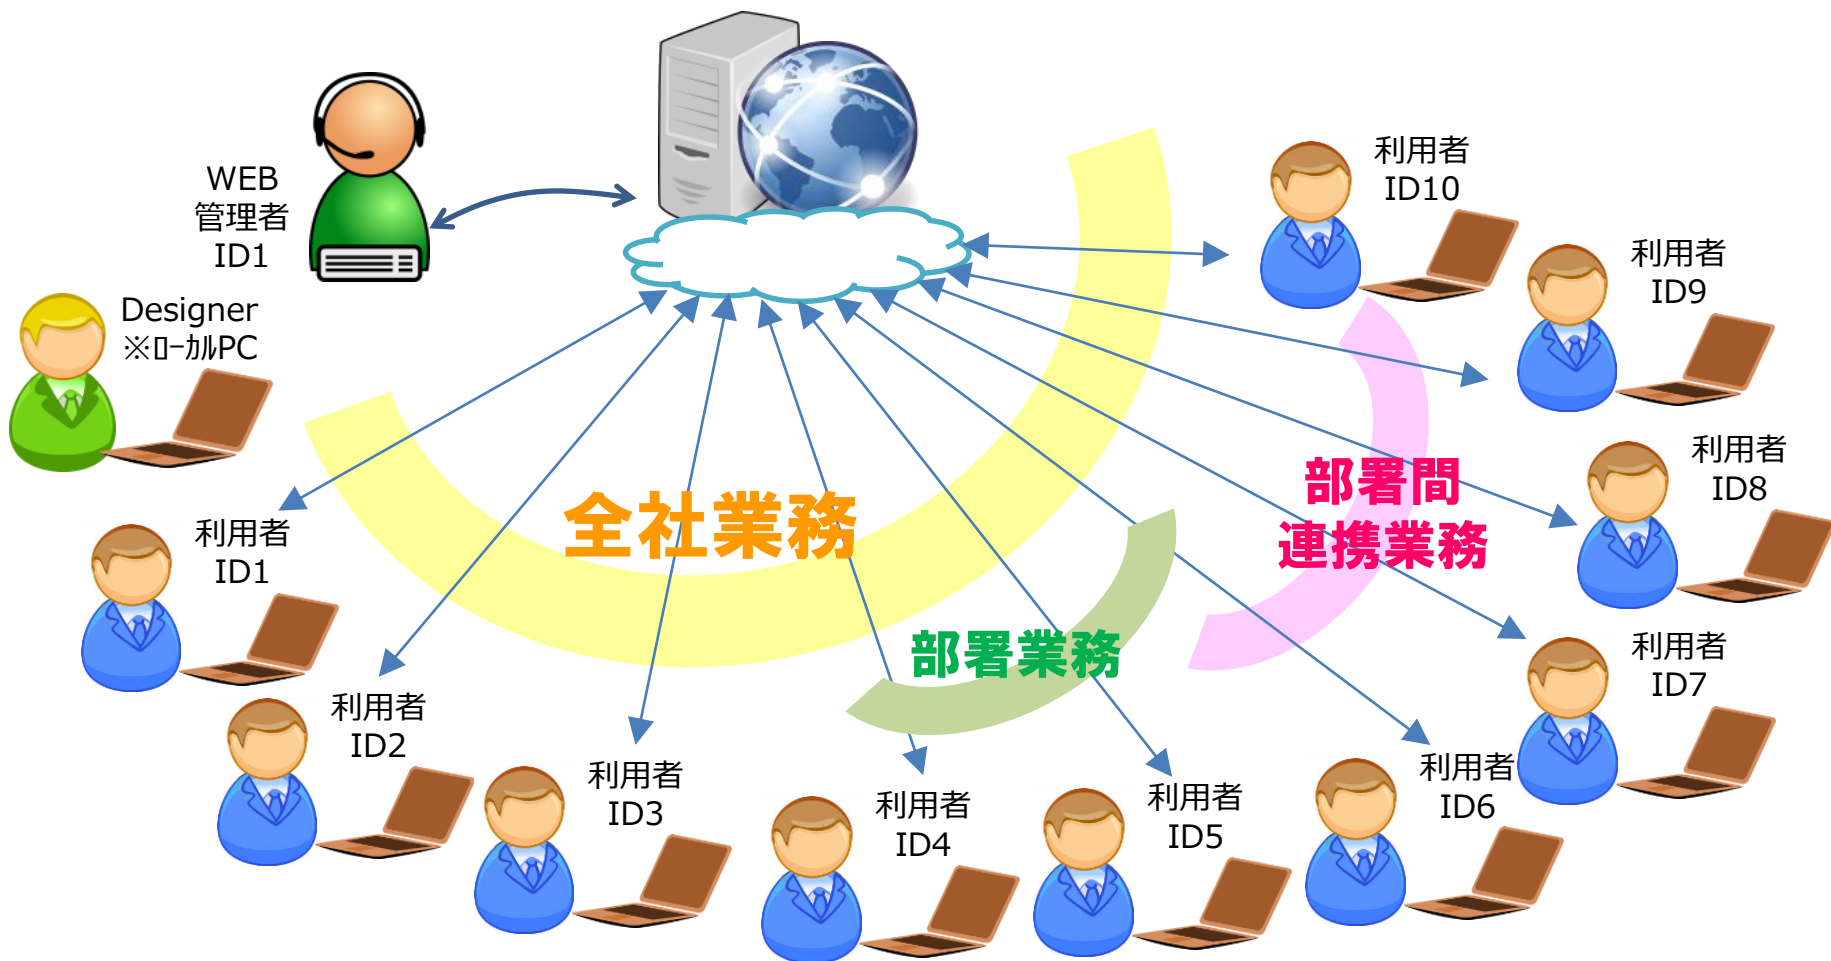 WEB
管理者
ID1
Designer
※ﾛｰｶﾙPC
利用者
ID10
利用者
ID9
利用者
ID8
利用者
ID7
利用者
ID6
利用者
ID5
利用者
ID4
利用者
ID3
利用者
ID2
利用者
ID1
全社業務
部署業務
部署間
連携業務